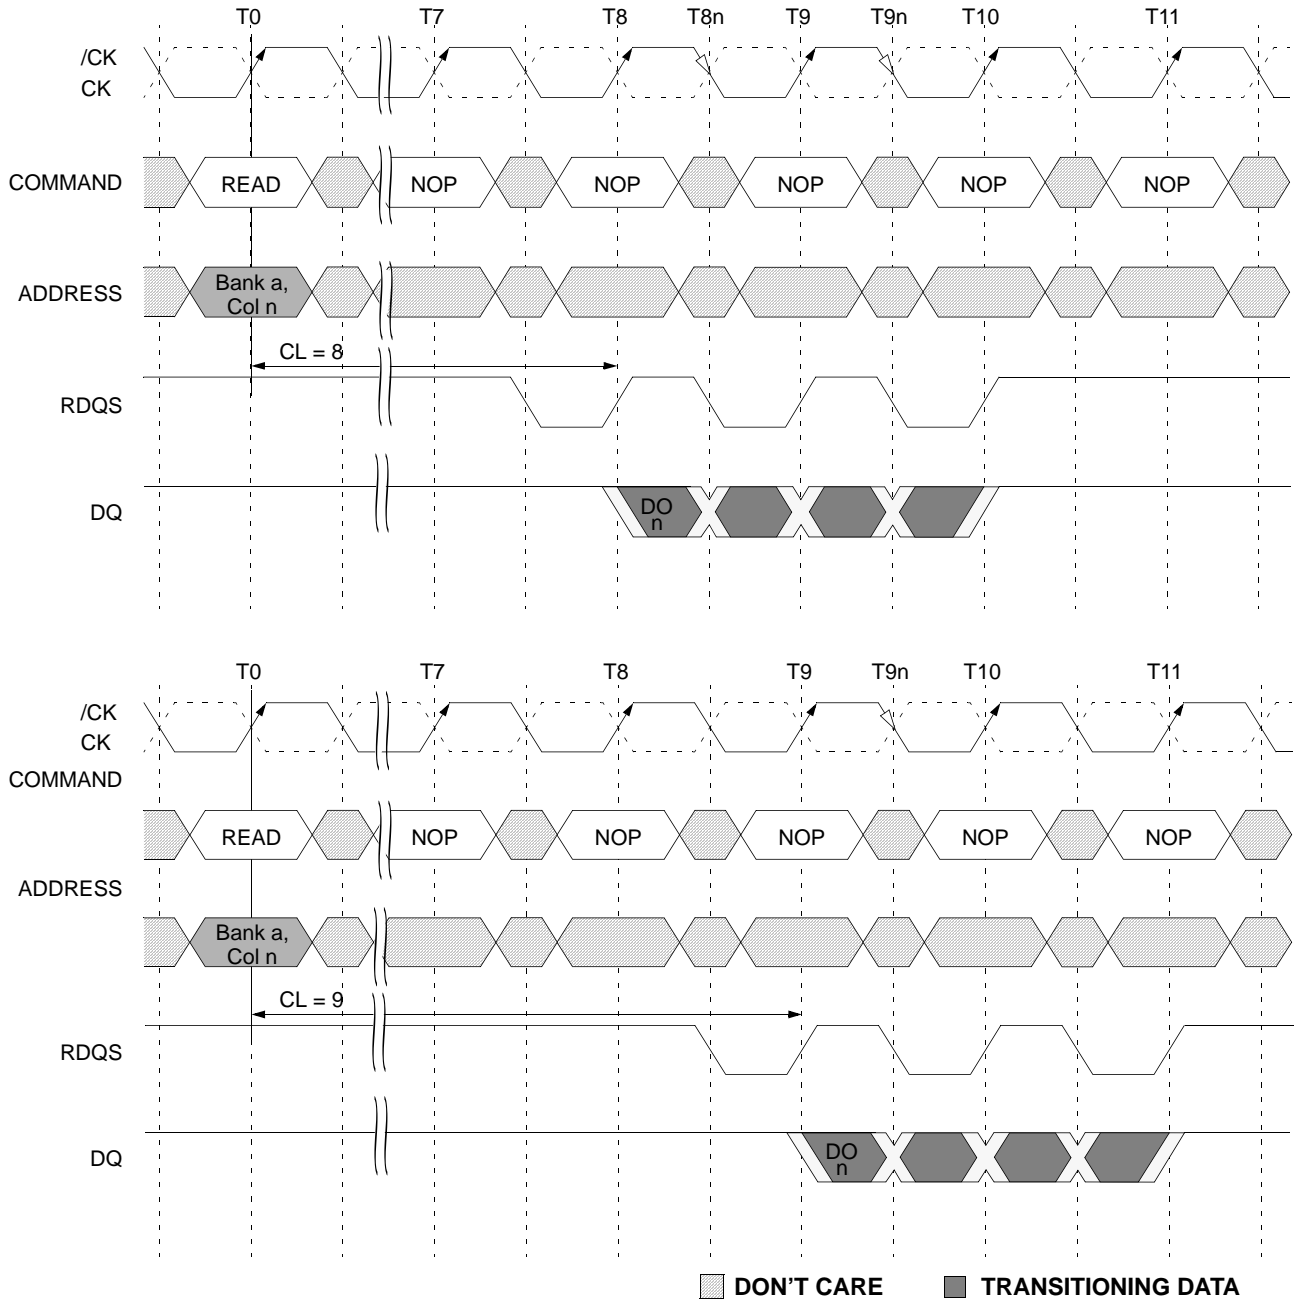 T0 T7 T8 T8n T9 T9n T10 T11
/CK
CK
COMMAND READ NOP NOP NOP NOP NOP
ADDRESS Bank a,
Col n
CL = 8
RDQS
DQ DO
n
T0 T7 T8 T9 T9n T10 T11
/CK
CK
COMMAND
READ NOP NOP NOP NOP NOP
ADDRESS
Bank a,
Col n
CL = 9
RDQS
DQ DO
n
DON'T CARE TRANSITIONING DATA